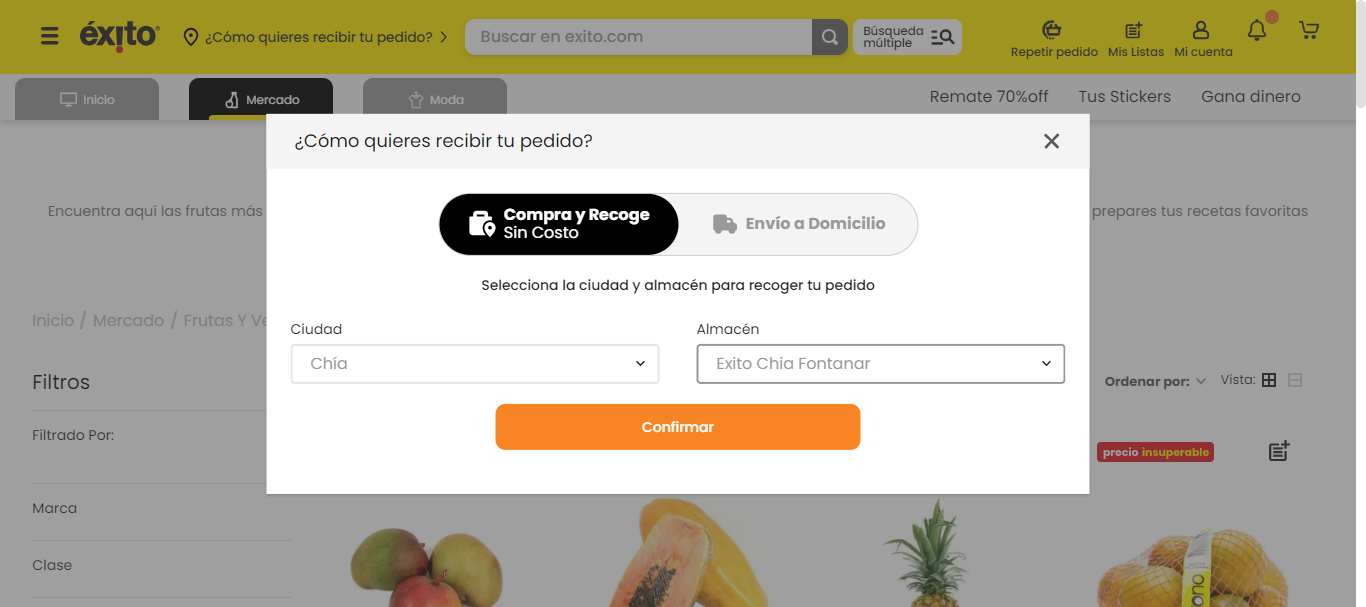 éxito
¿Cómo quieres recibir tu pedido?
Buscar en exito.com
Búsqueda
múltiple
Repetir pedido
Mis Listas
Mi cuenta
Inicio
Mercado
Moda
Remate 70%off
Tus Stickers
Gana dinero
¿Cómo quieres recibir tu pedido?
Encuentra aquí las frutas más
prepares tus recetas favoritas
Compra y Recoge
Sin Costo
Envío a Domicilio
Selecciona la ciudad y almacén para recoger tu pedido
Inicio / Mercado / Frutas Y Ve
Ciudad
Almacén
Chía
Exito Chia Fontanar
Filtros
Ordenar por:
Vista:
Confirmar
Filtrado Por:
precio insuperable
Marca
Clase